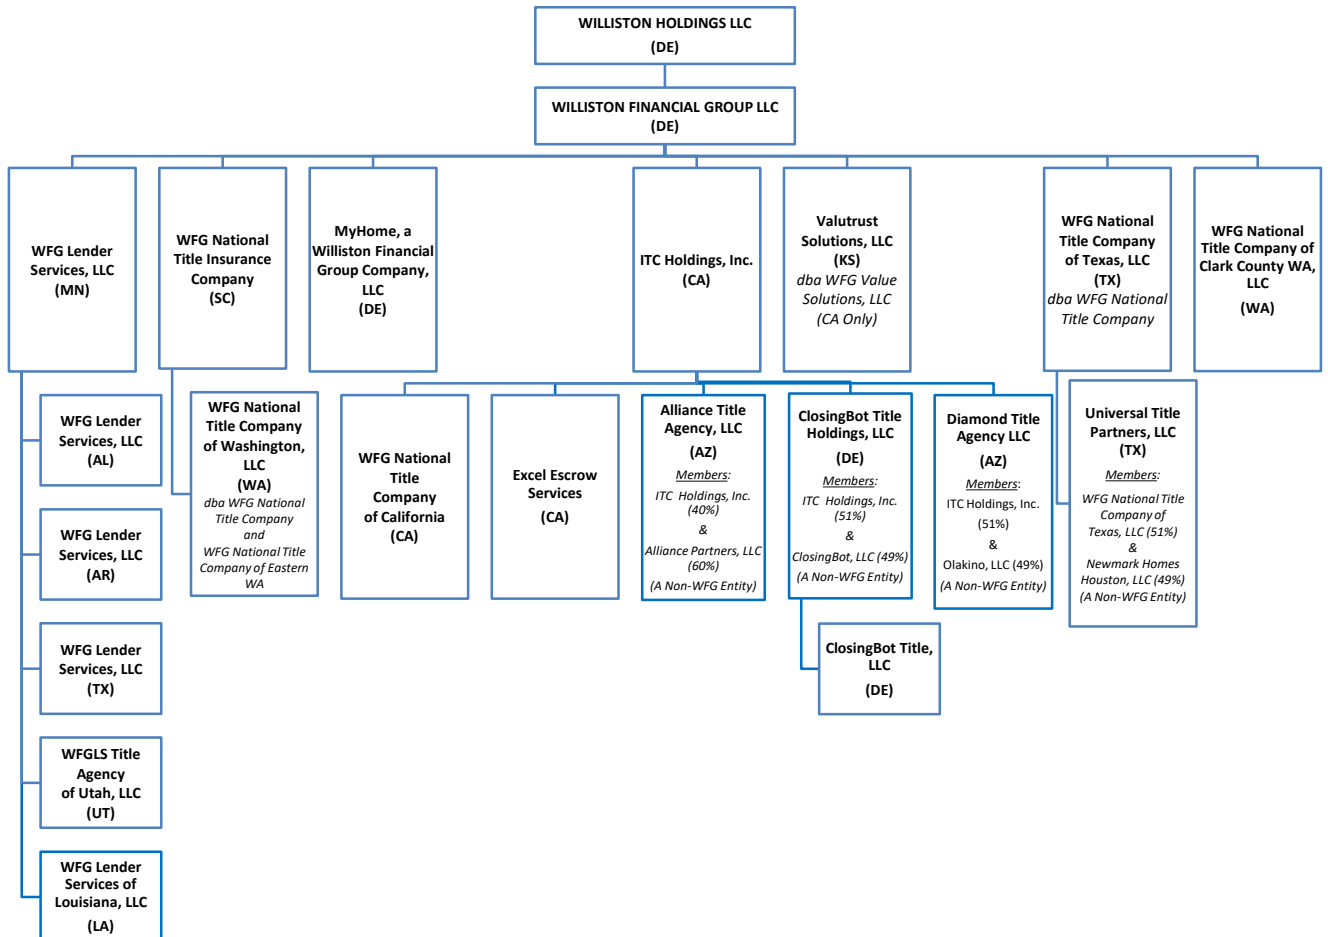 WILLISTON HOLDINGS LLC
(DE)
WILLISTON FINANCIAL GROUP LLC
(DE)
WFG Lender
Services, LLC
(MN)
WFG National
Title Insurance
Company
(SC)
MyHome, a
Williston Financial
Group Company,
LLC
(DE)
ITC Holdings, Inc.
(CA)
Valutrust
Solutions, LLC
(KS)
dba WFG Value
Solutions, LLC
(CA Only)
WFG National
Title Company
of Texas, LLC
(TX)
dba WFG National
Title Company
WFG National
Title Company of
Clark County WA,
LLC
(WA)
WFG Lender
Services, LLC
(AL)
WFG Lender
Services, LLC
(AR)
WFG Lender
Services, LLC
(TX)
WFGLS Title
Agency
of Utah, LLC
(UT)
WFG Lender
Services of
Louisiana, LLC
(LA)
WFG National
Title Company
of Washington,
LLC
(WA)
dba WFG National
Title Company
and
WFG National Title
Company of Eastern
WA
WFG National
Title
Company
of California
(CA)
Excel Escrow
Services
(CA)
Alliance Title
Agency, LLC
(AZ)
Members:
ITC Holdings, Inc.
(40%)
&
Alliance Partners, LLC
(60%)
(A Non-WFG Entity)
ClosingBot Title
Holdings, LLC
(DE)
Members:
ITC Holdings, Inc.
(51%)
&
ClosingBot, LLC (49%)
(A Non-WFG Entity)
ClosingBot Title,
LLC
(DE)
Diamond Title
Agency LLC
(AZ)
Members:
ITC Holdings, Inc.
(51%)
&
Olakino, LLC (49%)
(A Non-WFG Entity)
Universal Title
Partners, LLC
(TX)
Members:
WFG National Title
Company of
Texas, LLC (51%)
&
Newmark Homes
Houston, LLC (49%)
(A Non-WFG Entity)